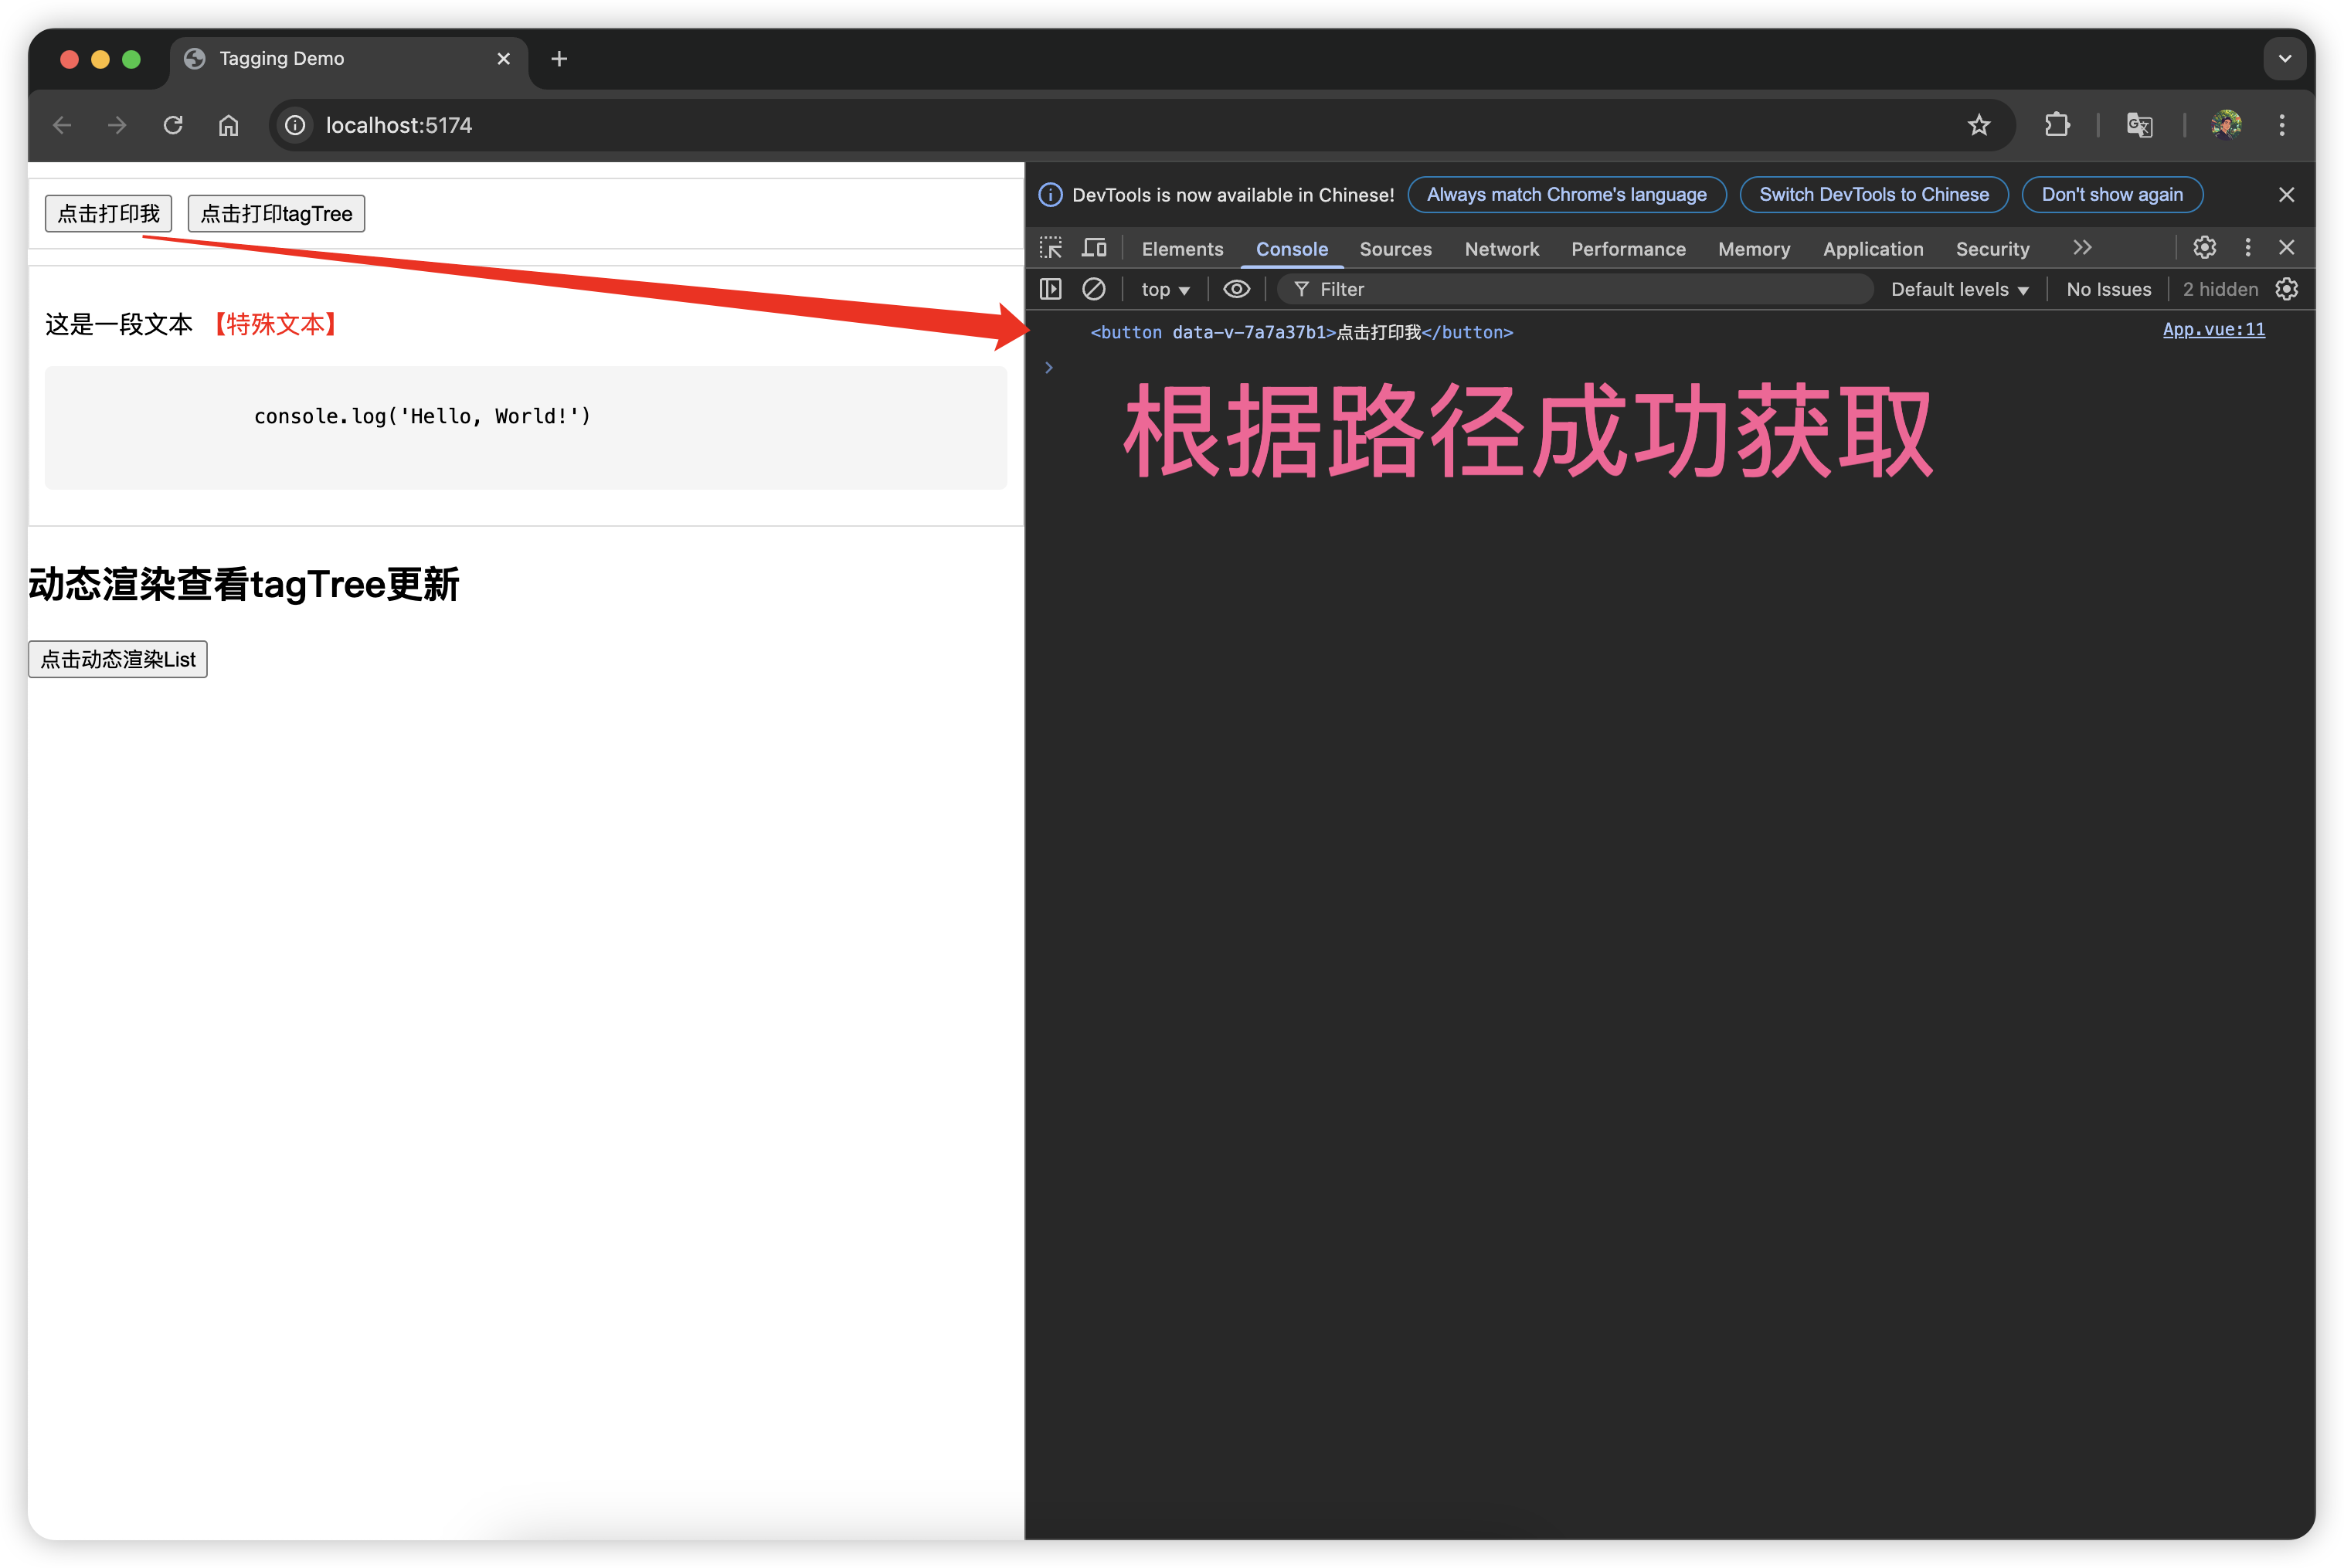 Tagging Demo
localhost:5174
点击打印我
点击打印tagTree
这是一段文本 【特殊文本】
console.log('Hello, World!')
动态渲染查看tagTree更新
点击动态渲染List
DevTools is now available in Chinese! Always match Chrome's language Switch DevTools to Chinese Don't show again
Elements Console Sources Network Performance Memory Application Security
top Filter Default levels No Issues 2 hidden
<button data-v-7a7a37b1>点击打印我</button> App.vue:11
根据路径成功获取